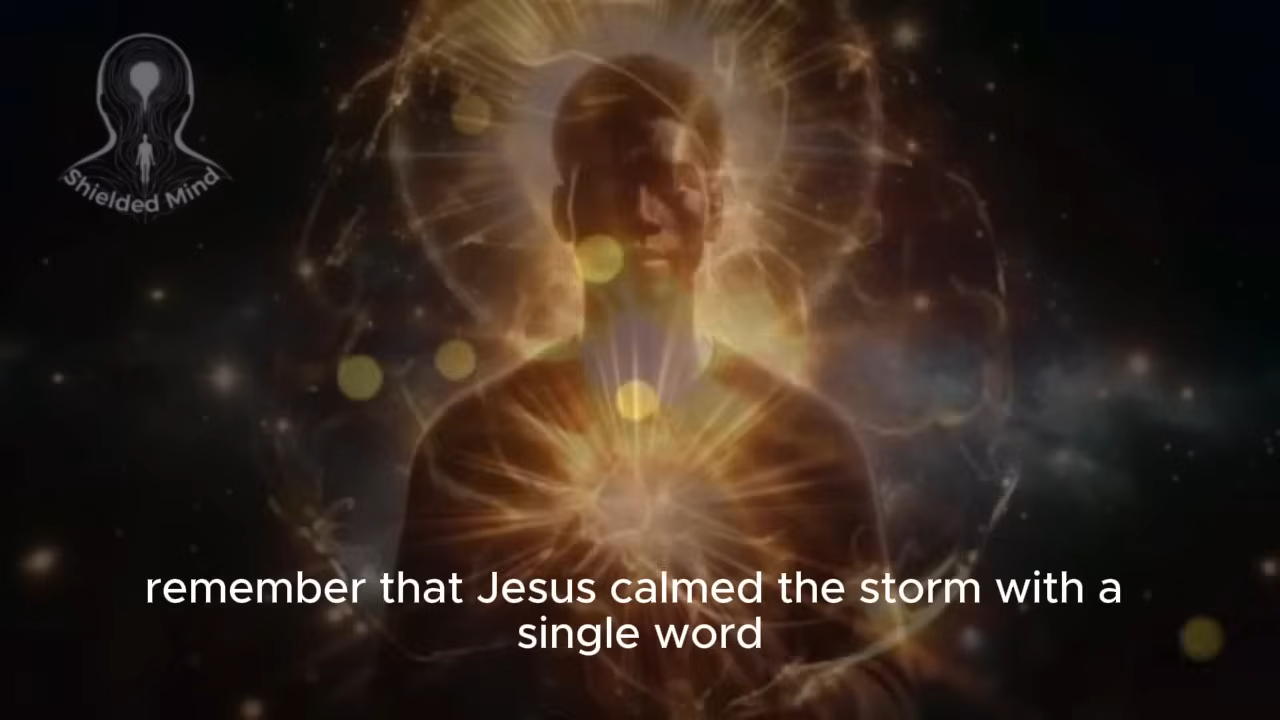 Shielded Mind
remember that Jesus calmed the storm with a
single word